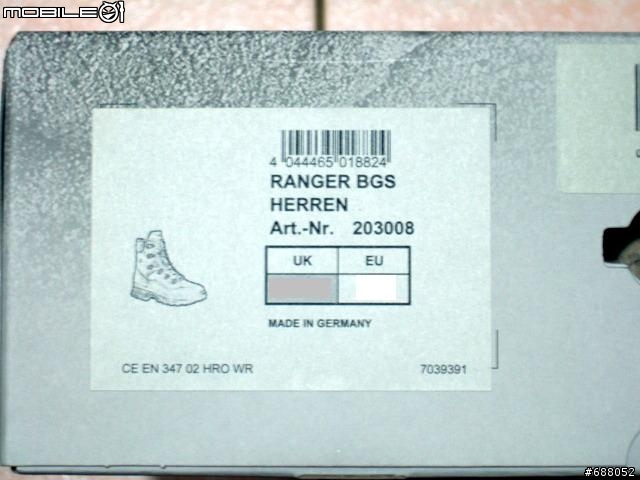 MOBILE01
4 044465 018824
RANGER BGS
HERREN
Art.-Nr. 203008
UK EU
MADE IN GERMANY
CE EN 347 02 HRO WR
7039391
#688052